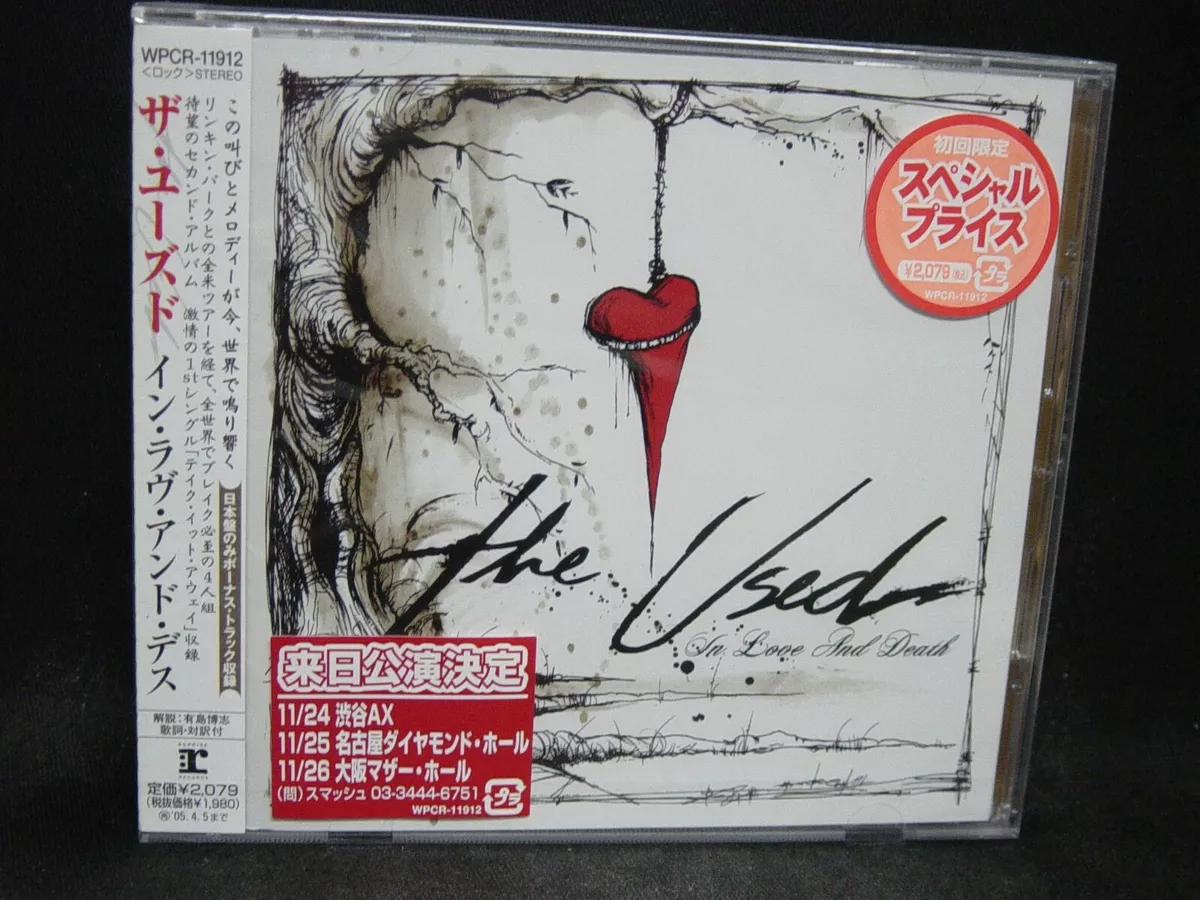 WPCR-11912
<ロック>STEREO
ザ・ユーズド イン・ラヴ・アンド・デス
この叫びとメロディーが今、世界で鳴り響く
リンキン・パークとの全米ツアーを経て、全世界でブレイク必至の4人組
待望のセカンド・アルバム 激情の1stシングル「テイク・イット・アウェイ」収録
日本盤のみボーナス・トラック収録
解説:有島博志
歌詞・対訳付
REPRISE
r
RECORDS
定価¥2,079
(税抜価格¥1,980)
'05.4.5まで
初回限定
スペシャル
プライス
¥2,079(税込)
プラ
WPCR-11912
the Used
In Love And Death
来日公演決定
11/24 渋谷AX
11/25 名古屋ダイヤモンド・ホール
11/26 大阪マザー・ホール
(問)スマッシュ 03-3444-6751
プラ
WPCR-11912